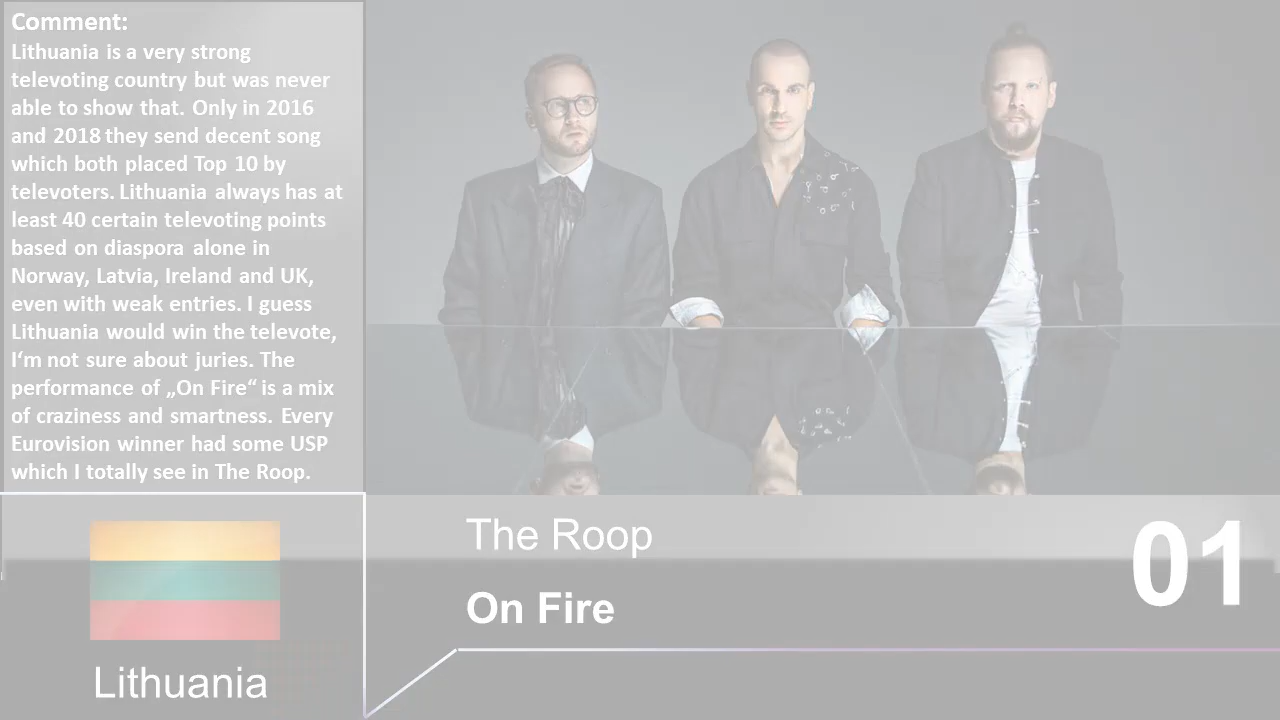 Comment:
Lithuania is a very strong
televoting country but was never
able to show that. Only in 2016
and 2018 they send decent song
which both placed Top 10 by
televoters. Lithuania always has at
least 40 certain televoting points
based on diaspora alone in
Norway, Latvia, Ireland and UK,
even with weak entries. I guess
Lithuania would win the televote,
I‘m not sure about juries. The
performance of „On Fire“ is a mix
of craziness and smartness. Every
Eurovision winner had some USP
which I totally see in The Roop.
The Roop
01
On Fire
Lithuania